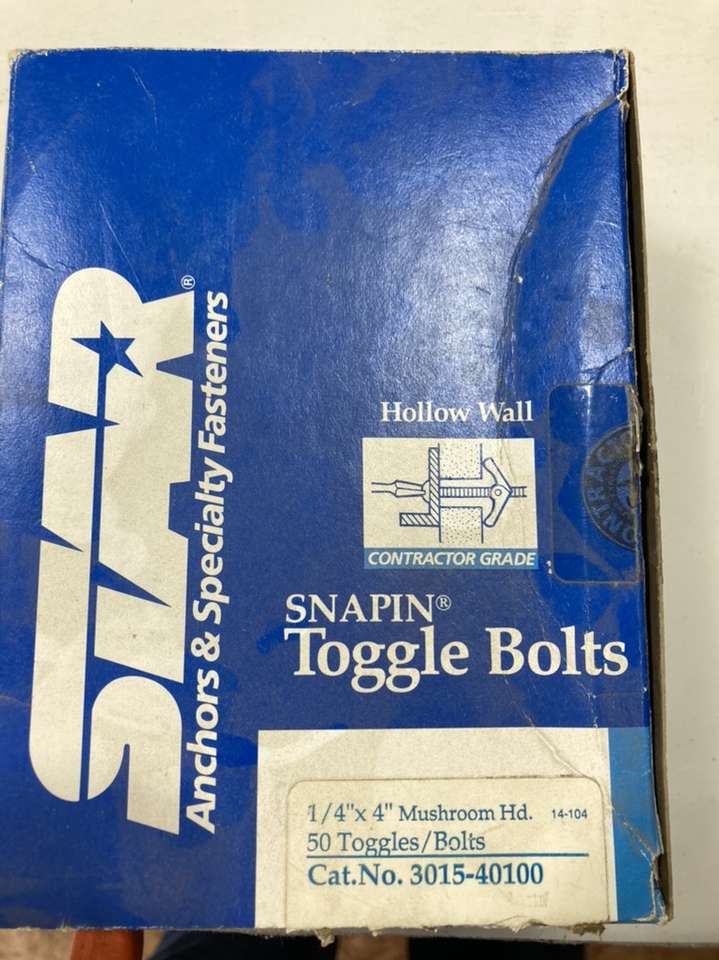 STAR®
Anchors & Specialty Fasteners
Hollow Wall
CONTRACTOR GRADE
SNAPIN®
Toggle Bolts
1/4"x 4" Mushroom Hd. 14-104
50 Toggles/Bolts
Cat.No. 3015-40100